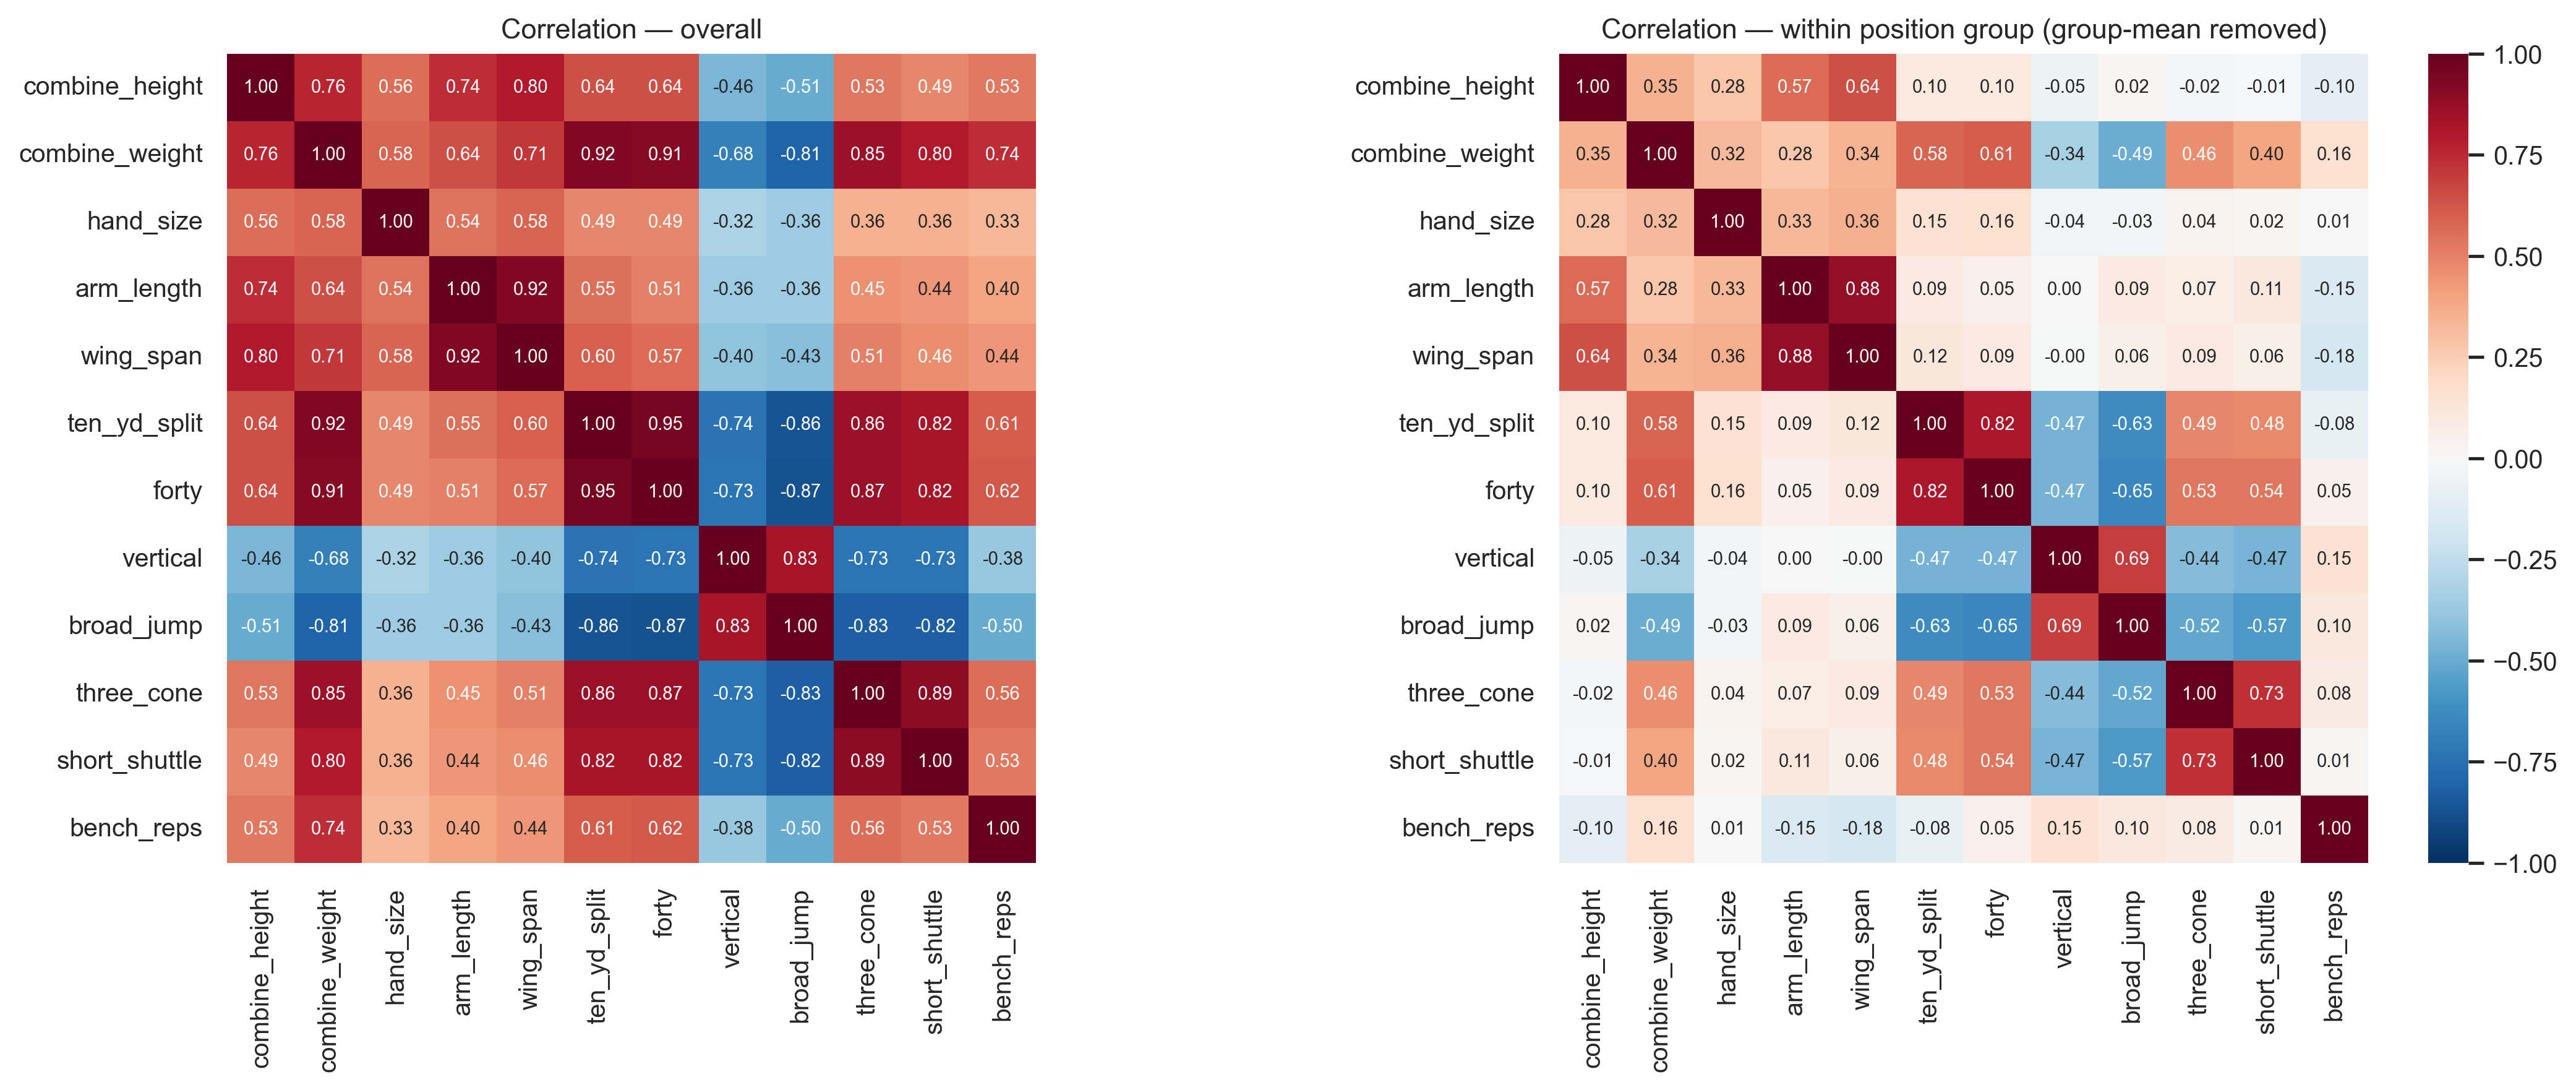 Correlation — overall
combine_height 1.00 0.76 0.56 0.74 0.80 0.64 0.64 -0.46 -0.51 0.53 0.49 0.53
combine_weight 0.76 1.00 0.58 0.64 0.71 0.92 0.91 -0.68 -0.81 0.85 0.80 0.74
hand_size 0.56 0.58 1.00 0.54 0.58 0.49 0.49 -0.32 -0.36 0.36 0.36 0.33
arm_length 0.74 0.64 0.54 1.00 0.92 0.55 0.51 -0.36 -0.36 0.45 0.44 0.40
wing_span 0.80 0.71 0.58 0.92 1.00 0.60 0.57 -0.40 -0.43 0.51 0.46 0.44
ten_yd_split 0.64 0.92 0.49 0.55 0.60 1.00 0.95 -0.74 -0.86 0.86 0.82 0.61
forty 0.64 0.91 0.49 0.51 0.57 0.95 1.00 -0.73 -0.87 0.87 0.82 0.62
vertical -0.46 -0.68 -0.32 -0.36 -0.40 -0.74 -0.73 1.00 0.83 -0.73 -0.73 -0.38
broad_jump -0.51 -0.81 -0.36 -0.36 -0.43 -0.86 -0.87 0.83 1.00 -0.83 -0.82 -0.50
three_cone 0.53 0.85 0.36 0.45 0.51 0.86 0.87 -0.73 -0.83 1.00 0.89 0.56
short_shuttle 0.49 0.80 0.36 0.44 0.46 0.82 0.82 -0.73 -0.82 0.89 1.00 0.53
bench_reps 0.53 0.74 0.33 0.40 0.44 0.61 0.62 -0.38 -0.50 0.56 0.53 1.00
combine_height combine_weight hand_size arm_length wing_span ten_yd_split forty vertical broad_jump three_cone short_shuttle bench_reps
Correlation — within position group (group-mean removed)
combine_height 1.00 0.35 0.28 0.57 0.64 0.10 0.10 -0.05 0.02 -0.02 -0.01 -0.10
combine_weight 0.35 1.00 0.32 0.28 0.34 0.58 0.61 -0.34 -0.49 0.46 0.40 0.16
hand_size 0.28 0.32 1.00 0.33 0.36 0.15 0.16 -0.04 -0.03 0.04 0.02 0.01
arm_length 0.57 0.28 0.33 1.00 0.88 0.09 0.05 0.00 0.09 0.07 0.11 -0.15
wing_span 0.64 0.34 0.36 0.88 1.00 0.12 0.09 -0.00 0.06 0.09 0.06 -0.18
ten_yd_split 0.10 0.58 0.15 0.09 0.12 1.00 0.82 -0.47 -0.63 0.49 0.48 -0.08
forty 0.10 0.61 0.16 0.05 0.09 0.82 1.00 -0.47 -0.65 0.53 0.54 0.05
vertical -0.05 -0.34 -0.04 0.00 -0.00 -0.47 -0.47 1.00 0.69 -0.44 -0.47 0.15
broad_jump 0.02 -0.49 -0.03 0.09 0.06 -0.63 -0.65 0.69 1.00 -0.52 -0.57 0.10
three_cone -0.02 0.46 0.04 0.07 0.09 0.49 0.53 -0.44 -0.52 1.00 0.73 0.08
short_shuttle -0.01 0.40 0.02 0.11 0.06 0.48 0.54 -0.47 -0.57 0.73 1.00 0.01
bench_reps -0.10 0.16 0.01 -0.15 -0.18 -0.08 0.05 0.15 0.10 0.08 0.01 1.00
combine_height combine_weight hand_size arm_length wing_span ten_yd_split forty vertical broad_jump three_cone short_shuttle bench_reps
1.00
0.75
0.50
0.25
0.00
−0.25
−0.50
−0.75
−1.00